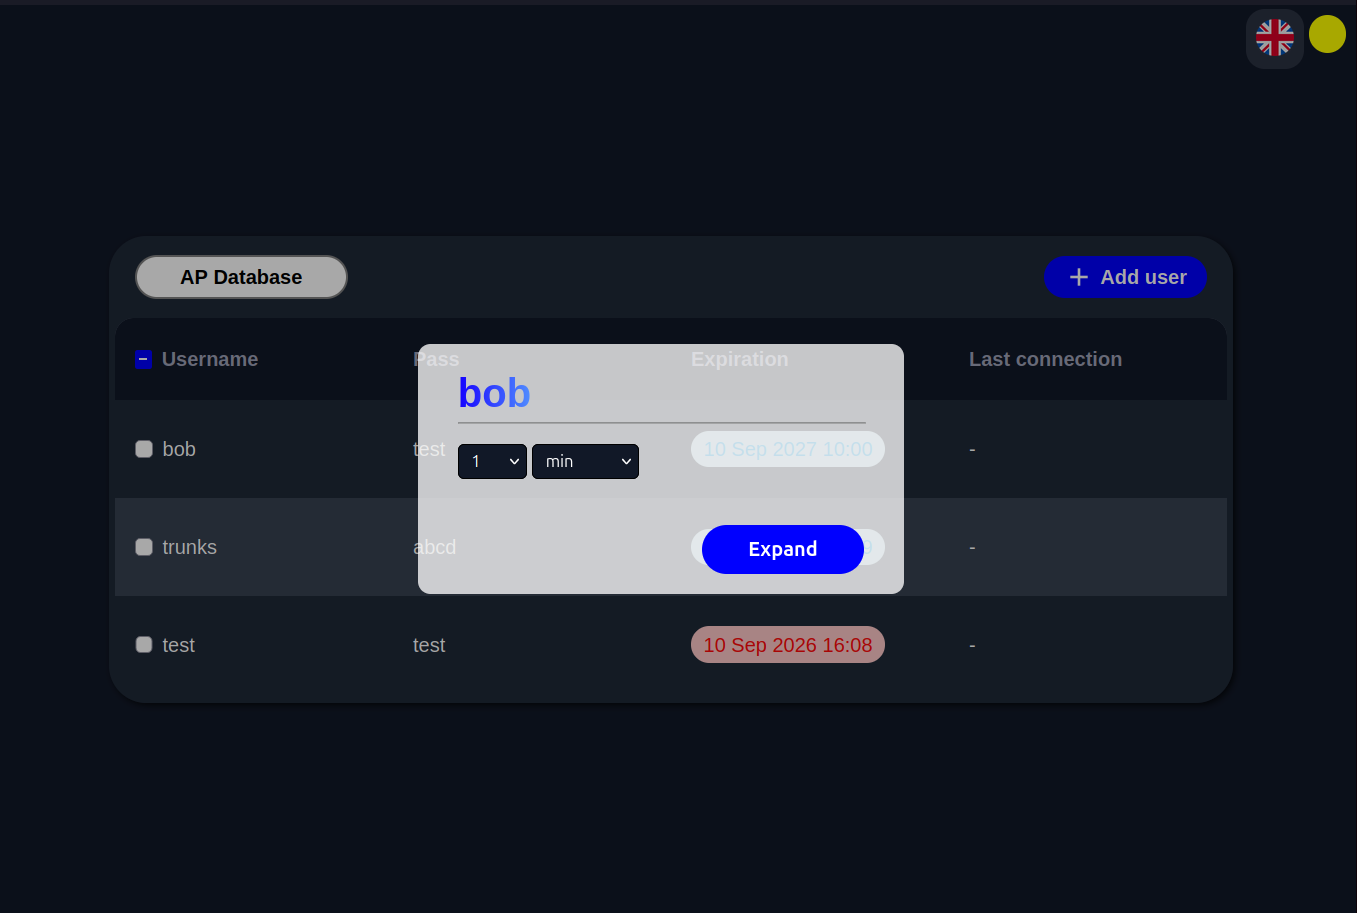 AP Database
+ Add user
Username Pass Expiration Last connection
bob
bob test 10 Sep 2027 10:00 -
1 min
trunks abcd -
Expand
test test 10 Sep 2026 16:08 -